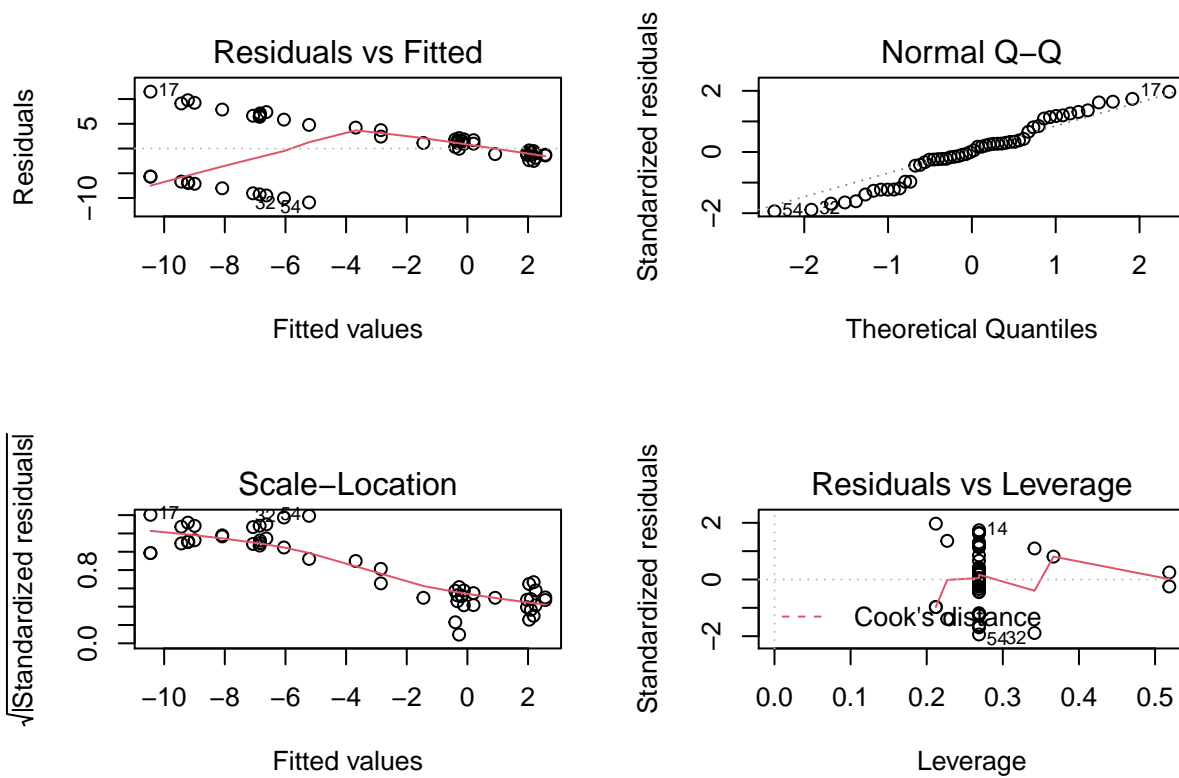 Residuals vs Fitted
Residuals
5
−10
17
32
54
−10 −8 −6 −4 −2 0 2
Fitted values
Normal Q−Q
Standardized residuals
2
0
−2
17
54
32
−2 −1 0 1 2
Theoretical Quantiles
Scale−Location
√|Standardized residuals|
0.8
0.0
17
32
54
−10 −8 −6 −4 −2 0 2
Fitted values
Residuals vs Leverage
Standardized residuals
2
0
−2
14
Cook's distance
54
32
0.0 0.1 0.2 0.3 0.4 0.5
Leverage